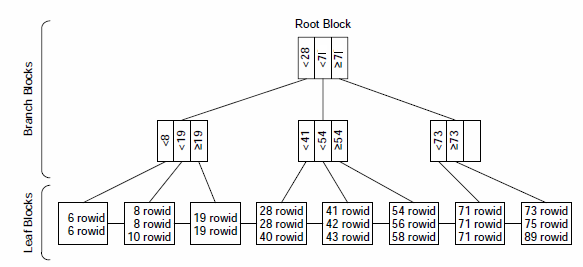 Root Block
Branch Blocks
<28
<71
≥71
<8
<19
≥19
<41
<54
≥54
<73
≥73
Leaf Blocks
6 rowid
6 rowid
8 rowid
8 rowid
10 rowid
19 rowid
19 rowid
28 rowid
28 rowid
40 rowid
41 rowid
42 rowid
43 rowid
54 rowid
56 rowid
58 rowid
71 rowid
71 rowid
71 rowid
73 rowid
75 rowid
89 rowid